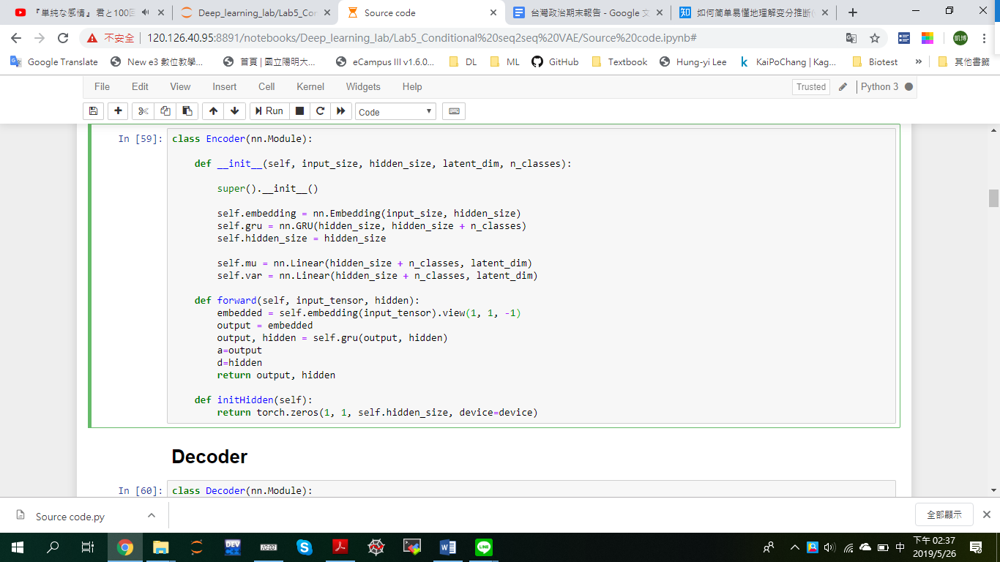 『単純な感情』 君と100回
Deep_learning_lab/Lab5_Con
Source code
台灣政治期末報告 - Google 文
如何简单易懂地理解变分推断(
不安全
120.126.40.95:8891/notebooks/Deep_learning_lab/Lab5_Conditional%20seq2seq%20VAE/Source%20code.ipynb#
凱博
Google Translate
New e3 數位教學...
首頁 | 國立陽明大...
eCampus III v1.6.0...
DL
ML
GitHub
Textbook
Hung-yi Lee
KaiPoChang | Kag...
Biotest
»
其他書籤
File Edit View Insert Cell Kernel Widgets Help
Trusted
Python 3
Run
Code
In [59]:
class Encoder(nn.Module):
def __init__(self, input_size, hidden_size, latent_dim, n_classes):
super().__init__()
self.embedding = nn.Embedding(input_size, hidden_size)
self.gru = nn.GRU(hidden_size, hidden_size + n_classes)
self.hidden_size = hidden_size
self.mu = nn.Linear(hidden_size + n_classes, latent_dim)
self.var = nn.Linear(hidden_size + n_classes, latent_dim)
def forward(self, input_tensor, hidden):
embedded = self.embedding(input_tensor).view(1, 1, -1)
output = embedded
output, hidden = self.gru(output, hidden)
a=output
d=hidden
return output, hidden
def initHidden(self):
return torch.zeros(1, 1, self.hidden_size, device=device)
Decoder
In [60]:
class Decoder(nn.Module):
Source code.py
全部顯示
DEV
LINE
中
下午 02:37
2019/5/26